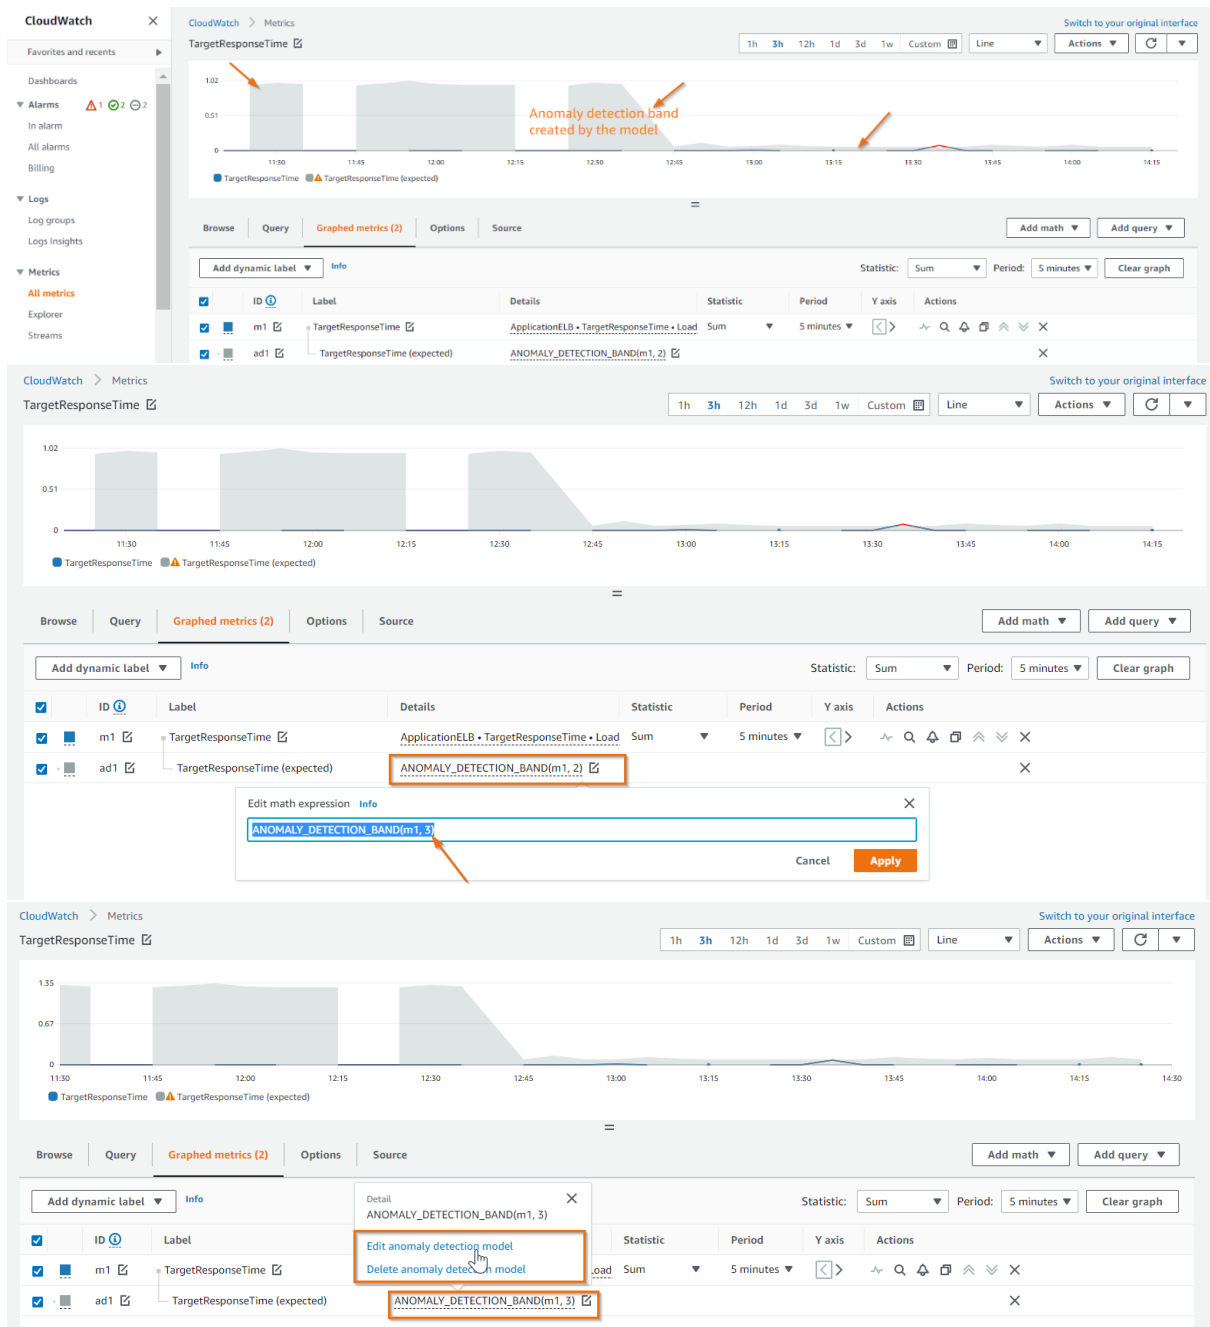 CloudWatch
Favorites and recents
Dashboards
Alarms 1 2 2
In alarm
All alarms
Billing
Logs
Log groups
Logs Insights
Metrics
All metrics
Explorer
Streams
CloudWatch > Metrics
Switch to your original interface
TargetResponseTime
1h 3h 12h 1d 3d 1w Custom Line Actions
1.02
0.51
0
Anomaly detection band
created by the model
11:30 11:45 12:00 12:15 12:30 12:45 13:00 13:15 13:30 13:45 14:00 14:15
TargetResponseTime TargetResponseTime (expected)
Browse Query Graphed metrics (2) Options Source Add math Add query
Add dynamic label Info Statistic: Sum Period: 5 minutes Clear graph
ID Label Details Statistic Period Y axis Actions
m1 TargetResponseTime ApplicationELB • TargetResponseTime • Load Sum 5 minutes
ad1 TargetResponseTime (expected) ANOMALY_DETECTION_BAND(m1, 2)
CloudWatch > Metrics
Switch to your original interface
TargetResponseTime
1h 3h 12h 1d 3d 1w Custom Line Actions
1.02
0.51
0
11:30 11:45 12:00 12:15 12:30 12:45 13:00 13:15 13:30 13:45 14:00 14:15
TargetResponseTime TargetResponseTime (expected)
Browse Query Graphed metrics (2) Options Source Add math Add query
Add dynamic label Info Statistic: Sum Period: 5 minutes Clear graph
ID Label Details Statistic Period Y axis Actions
m1 TargetResponseTime ApplicationELB • TargetResponseTime • Load Sum 5 minutes
ad1 TargetResponseTime (expected) ANOMALY_DETECTION_BAND(m1, 2)
Edit math expression Info
ANOMALY_DETECTION_BAND(m1, 3)
Cancel Apply
CloudWatch > Metrics
Switch to your original interface
TargetResponseTime
1h 3h 12h 1d 3d 1w Custom Line Actions
1.35
0.67
0
11:30 11:45 12:00 12:15 12:30 12:45 13:00 13:15 13:30 13:45 14:00 14:15 14:30
TargetResponseTime TargetResponseTime (expected)
Browse Query Graphed metrics (2) Options Source Add math Add query
Add dynamic label Info Statistic: Sum Period: 5 minutes Clear graph
Detail
ANOMALY_DETECTION_BAND(m1, 3)
Edit anomaly detection model
Delete anomaly detection model
ID Label Statistic Period Y axis Actions
m1 TargetResponseTime oad Sum 5 minutes
ad1 TargetResponseTime (expected) ANOMALY_DETECTION_BAND(m1, 3)